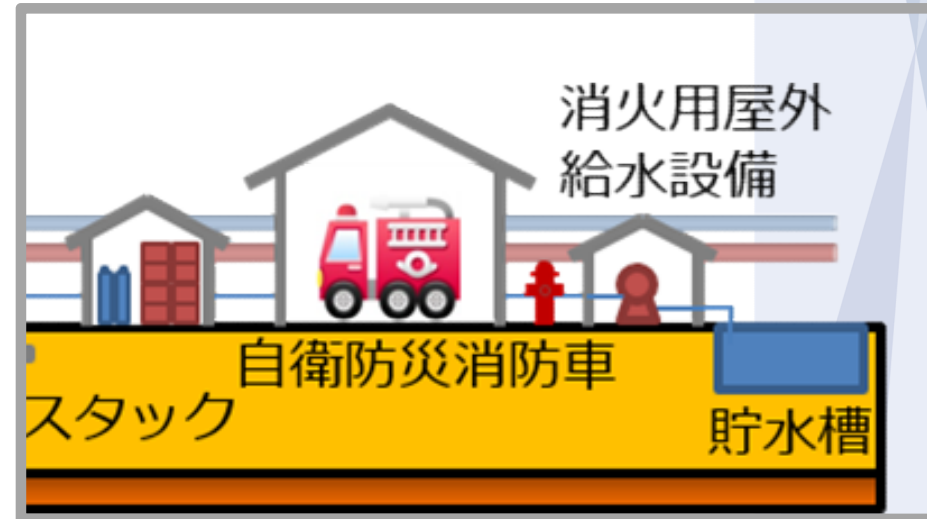 消火用屋外
給水設備
自衛防災消防車
スタック
貯水槽